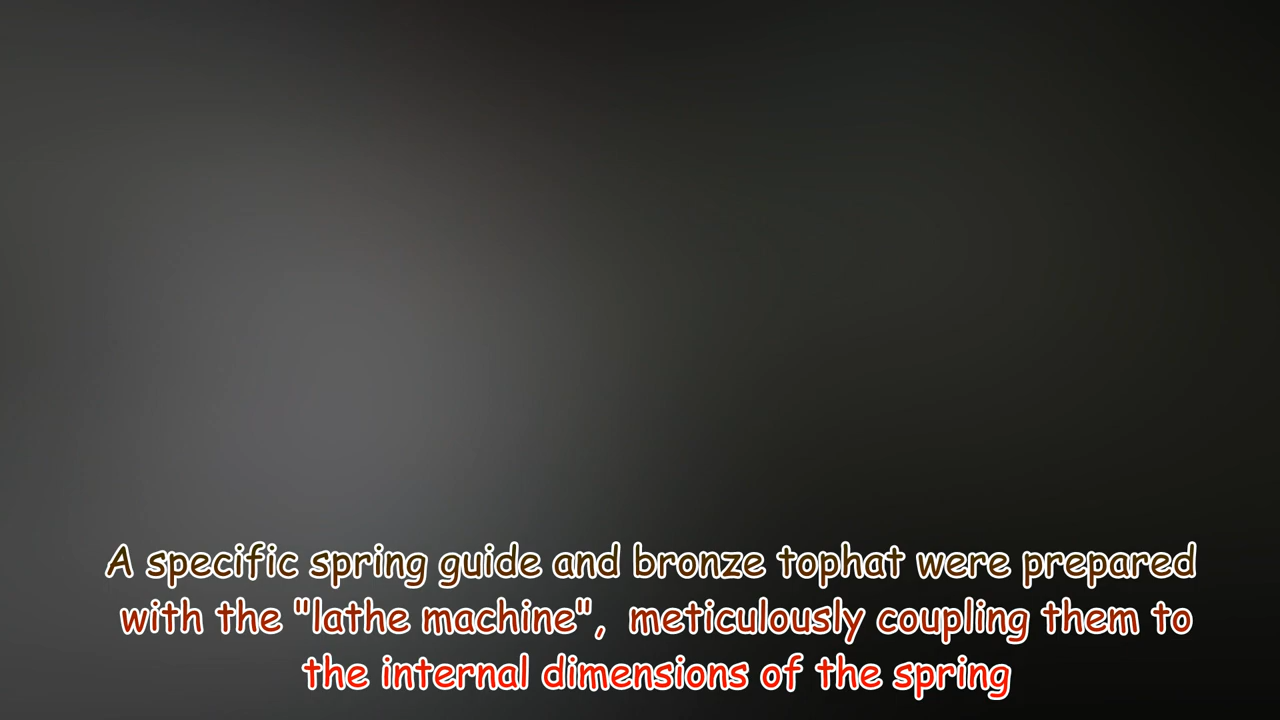 A specific spring guide and bronze tophat were prepared
with the "lathe machine", meticulously coupling them to
the internal dimensions of the spring